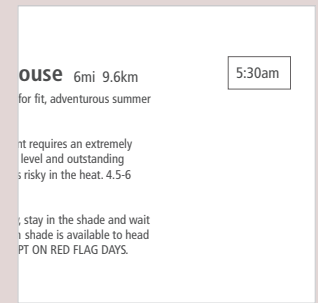 ouse 6mi 9.6km
5:30am
for fit, adventurous summer
nt requires an extremely
level and outstanding
s risky in the heat. 4.5-6
, stay in the shade and wait
shade is available to head
PT ON RED FLAG DAYS.